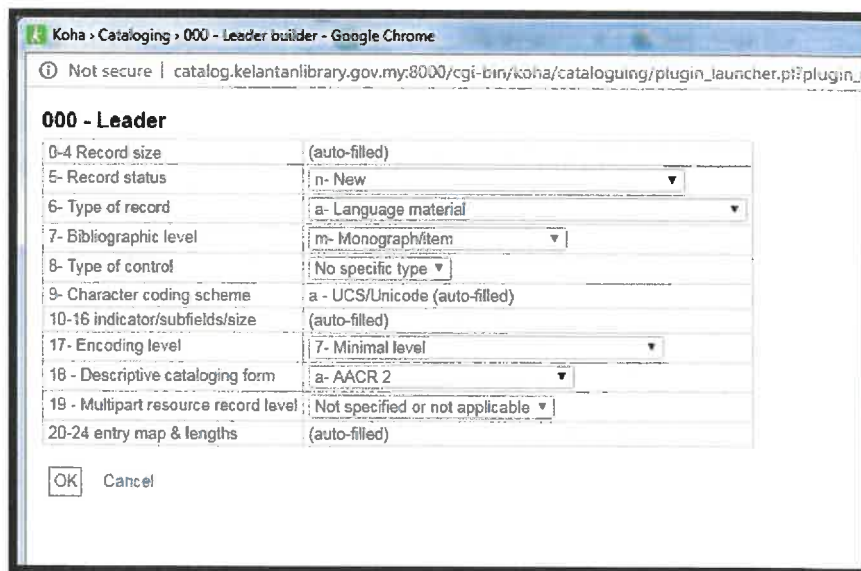 Koha › Cataloging › 000 - Leader builder - Google Chrome
Not secure | catalog.kelantanlibrary.gov.my:8000/cgi-bin/koha/cataloguing/plugin_launcher.pl?plugin_
000 - Leader
0-4 Record size (auto-filled)
5- Record status n- New
6- Type of record a- Language material
7- Bibliographic level m- Monograph/item
8- Type of control No specific type
9- Character coding scheme a - UCS/Unicode (auto-filled)
10-16 indicator/subfields/size (auto-filled)
17- Encoding level 7- Minimal level
18 - Descriptive cataloging form a- AACR 2
19 - Multipart resource record level Not specified or not applicable
20-24 entry map & lengths (auto-filled)
OK Cancel